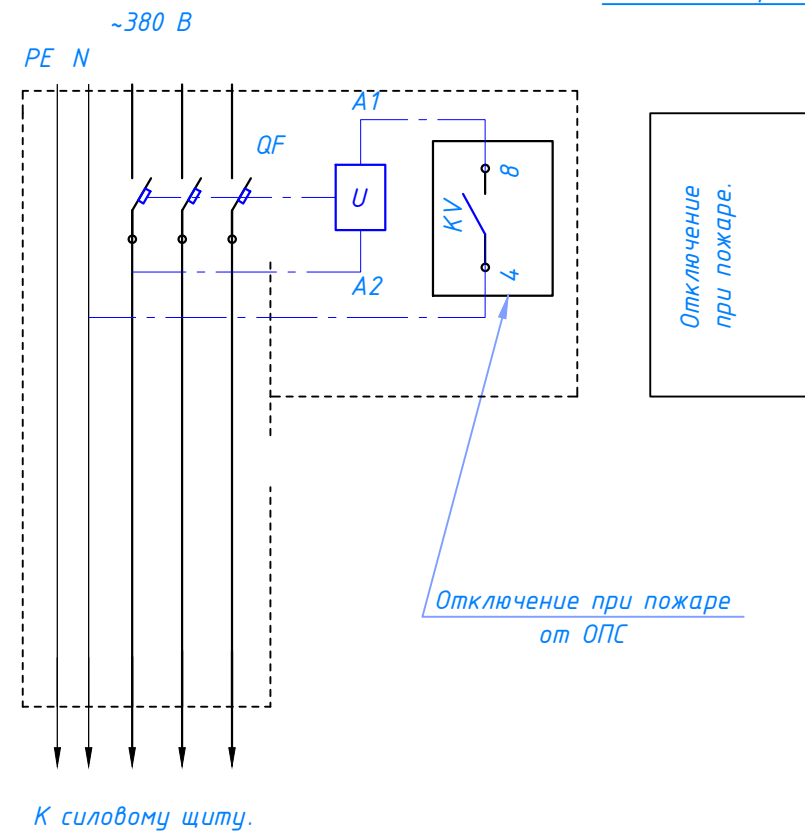 ~380 В
PE N
A1
QF
U
KV
8
4
A2
Отключение
при пожаре.
Отключение при пожаре
от ОПС
К силовому щиту.